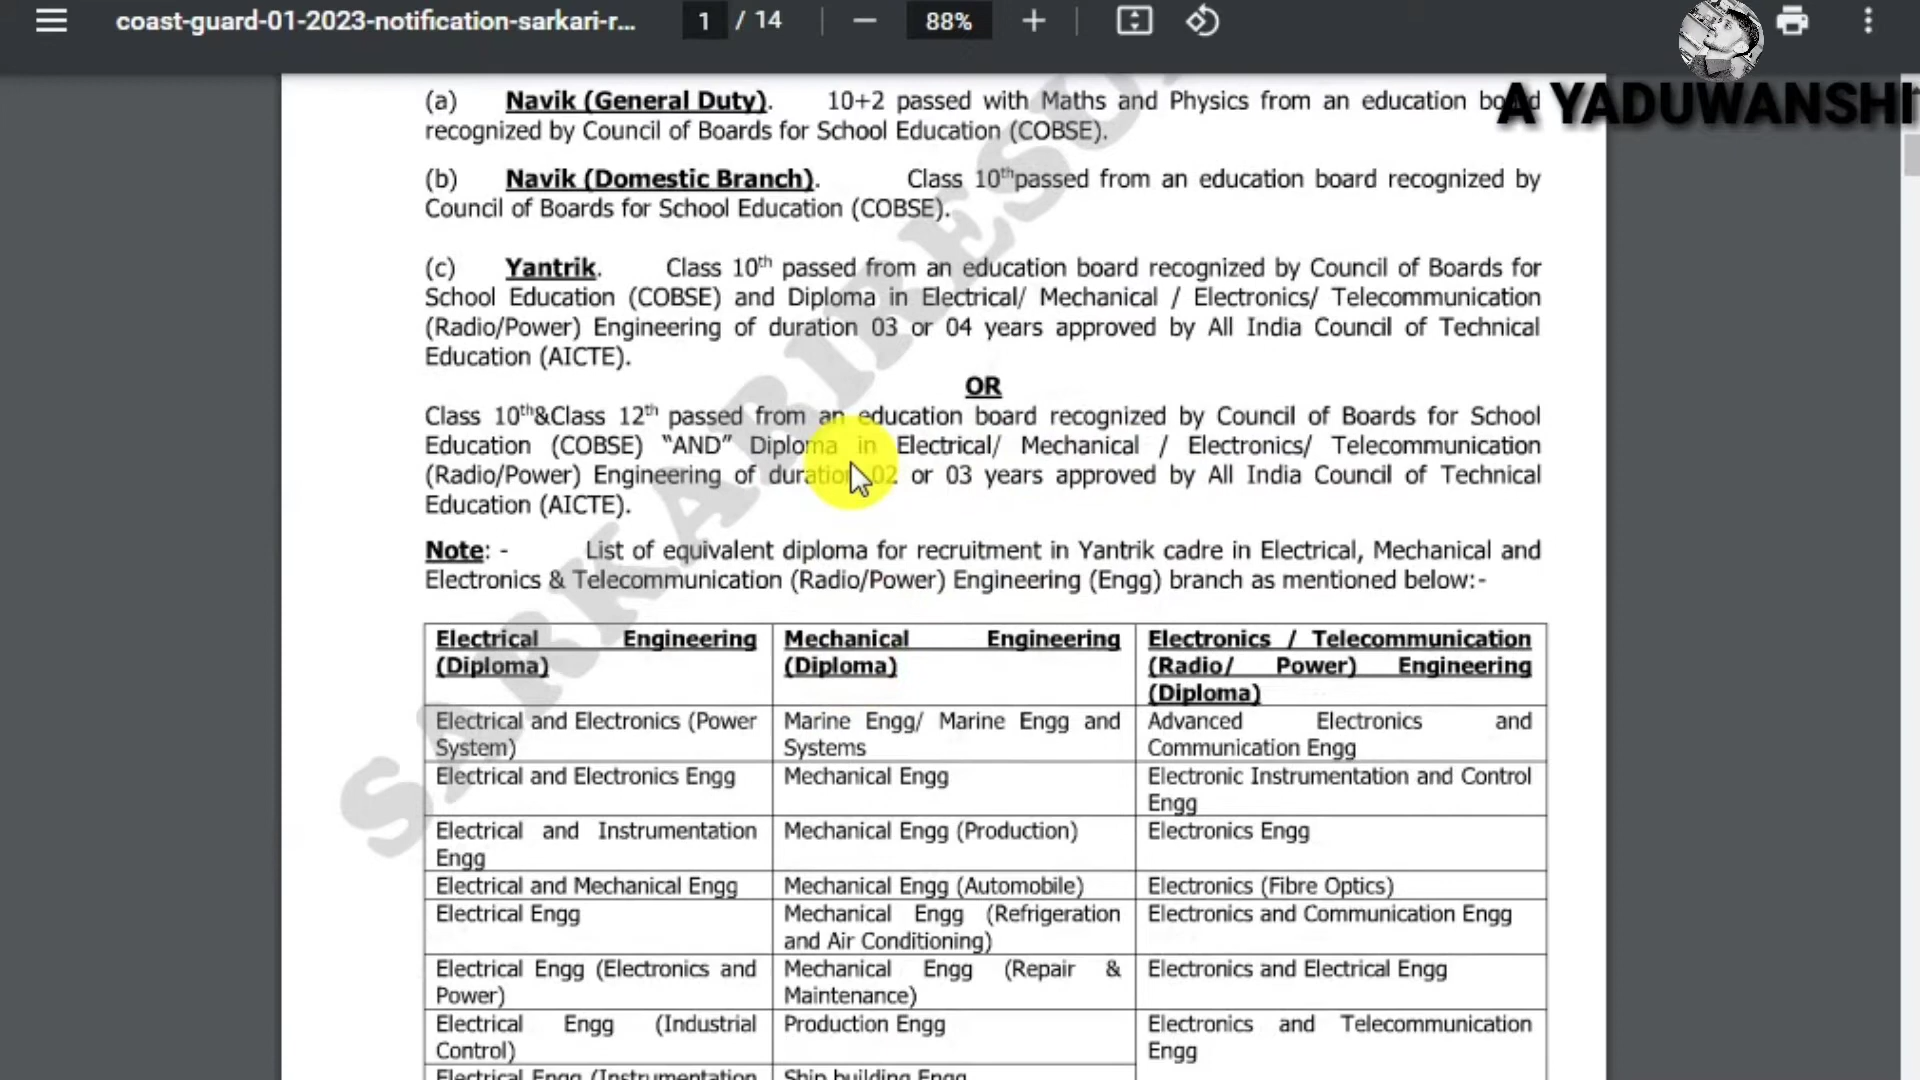 coast-guard-01-2023-notification-sarkari-r...
1 / 14
88%
A YADUWANSHI
(a) Navik (General Duty). 10+2 passed with Maths and Physics from an education board
recognized by Council of Boards for School Education (COBSE).
(b) Navik (Domestic Branch). Class 10thpassed from an education board recognized by
Council of Boards for School Education (COBSE).
(c) Yantrik. Class 10th passed from an education board recognized by Council of Boards for
School Education (COBSE) and Diploma in Electrical/ Mechanical / Electronics/ Telecommunication
(Radio/Power) Engineering of duration 03 or 04 years approved by All India Council of Technical
Education (AICTE).
OR
Class 10th&Class 12th passed from an education board recognized by Council of Boards for School
Education (COBSE) “AND” Diploma in Electrical/ Mechanical / Electronics/ Telecommunication
(Radio/Power) Engineering of duration 02 or 03 years approved by All India Council of Technical
Education (AICTE).
Note: - List of equivalent diploma for recruitment in Yantrik cadre in Electrical, Mechanical and
Electronics & Telecommunication (Radio/Power) Engineering (Engg) branch as mentioned below:-
Electrical Engineering
(Diploma)
Mechanical Engineering
(Diploma)
Electronics / Telecommunication
(Radio/ Power) Engineering
(Diploma)
Electrical and Electronics (Power
System)
Marine Engg/ Marine Engg and
Systems
Advanced Electronics and
Communication Engg
Electrical and Electronics Engg
Mechanical Engg
Electronic Instrumentation and Control
Engg
Electrical and Instrumentation
Engg
Mechanical Engg (Production)
Electronics Engg
Electrical and Mechanical Engg
Mechanical Engg (Automobile)
Electronics (Fibre Optics)
Electrical Engg
Mechanical Engg (Refrigeration
and Air Conditioning)
Electronics and Communication Engg
Electrical Engg (Electronics and
Power)
Mechanical Engg (Repair &
Maintenance)
Electronics and Electrical Engg
Electrical Engg (Industrial
Control)
Production Engg
Electronics and Telecommunication
Engg
Electrical Engg (Instrumentation
Ship building Engg
SARKARIRESU